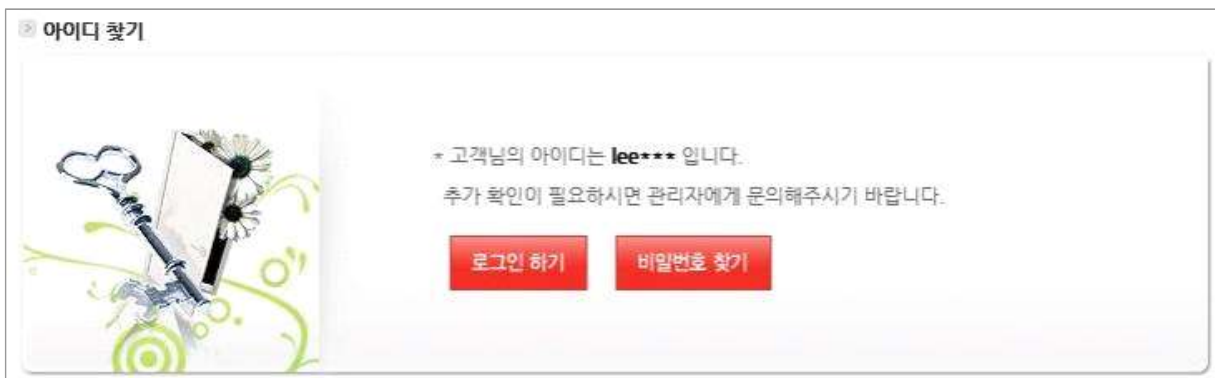 아이디 찾기
* 고객님의 아이디는 lee*** 입니다.
추가 확인이 필요하시면 관리자에게 문의해주시기 바랍니다.
로그인 하기
비밀번호 찾기